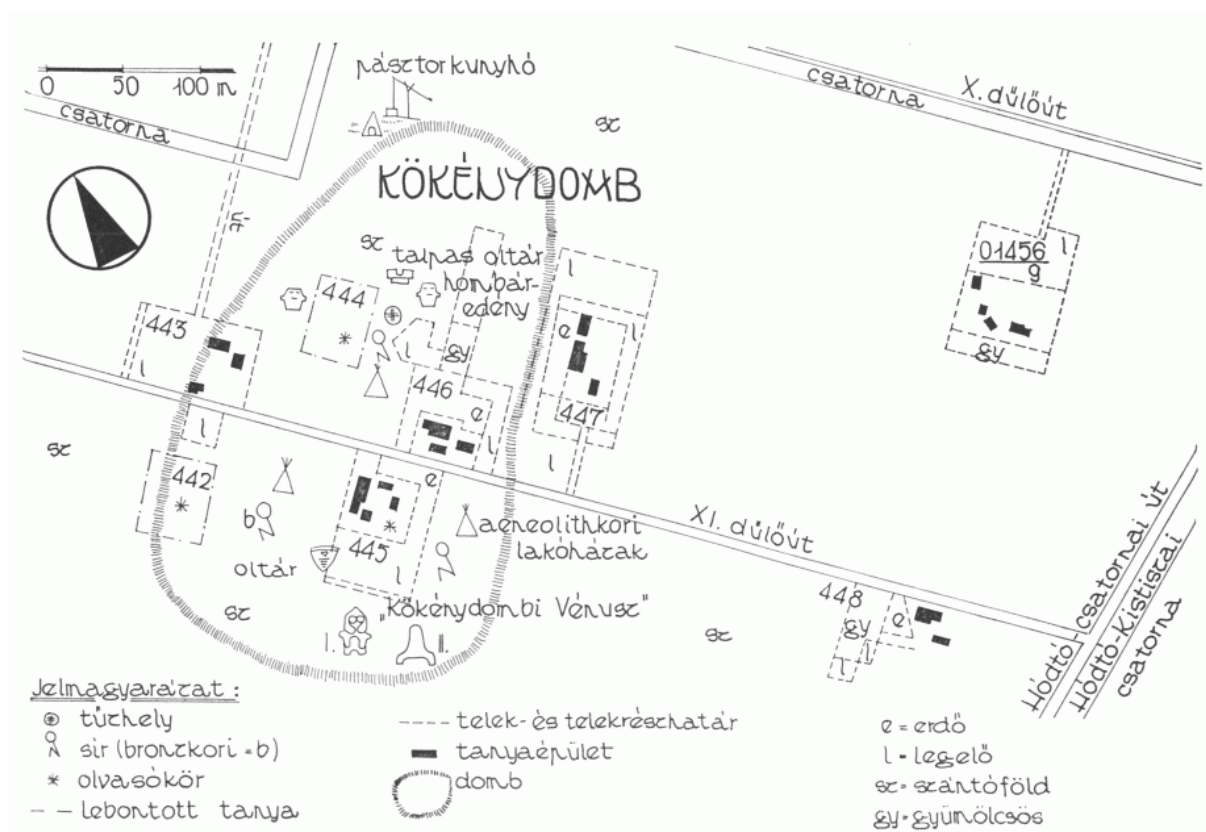 0 50 100 m
csatorna
pásztorkunyhó
KÖKÉNYDOMB
sz
csatorna
X. dűlőút
út
sz
talpas oltár
hombár-
edény
l
01456
9
l
gy
443
l
444
l
gy
446
e
l
l
e
l
447
l
l
sz
442
b
oltár
e
445
l
aeneolithkori
lakóházak
XI. dűlőút
448
gy
e
l
l
Hódtó-csatornai út
Hódtó-Kistiszai
csatorna
sz
„Kökénydombi Vénusz”
I.
II.
sz
Jelmagyarázat :
tűzhely
sír (bronzkori = b)
olvasókör
lebontott tanya
telek- és telekrészhatár
tanyaépület
domb
e = erdő
l - legelő
sz = szántóföld
gy = gyümölcsös